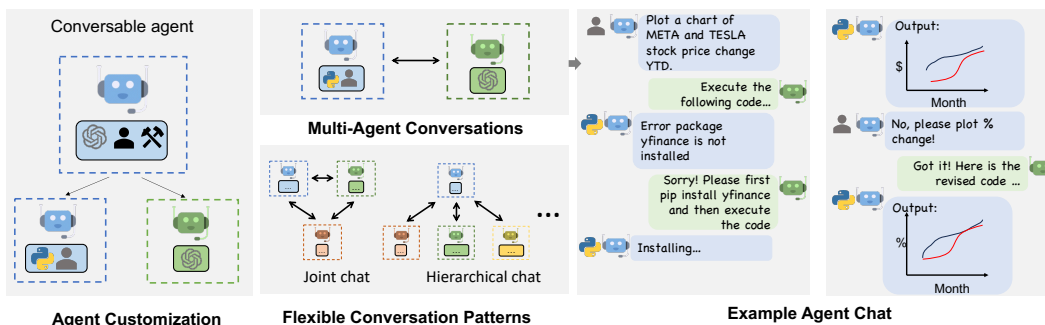 Conversable agent
Agent Customization
Multi-Agent Conversations
...
...
...
...
...
...
...
...
Joint chat
Hierarchical chat
Flexible Conversation Patterns
Plot a chart of
META and TESLA
stock price change
YTD.
Execute the
following code...
Error package
yfinance is not
installed
Sorry! Please first
pip install yfinance
and then execute
the code
Installing...
Output:
$
Month
No, please plot %
change!
Got it! Here is the
revised code ...
Output:
%
Month
Example Agent Chat